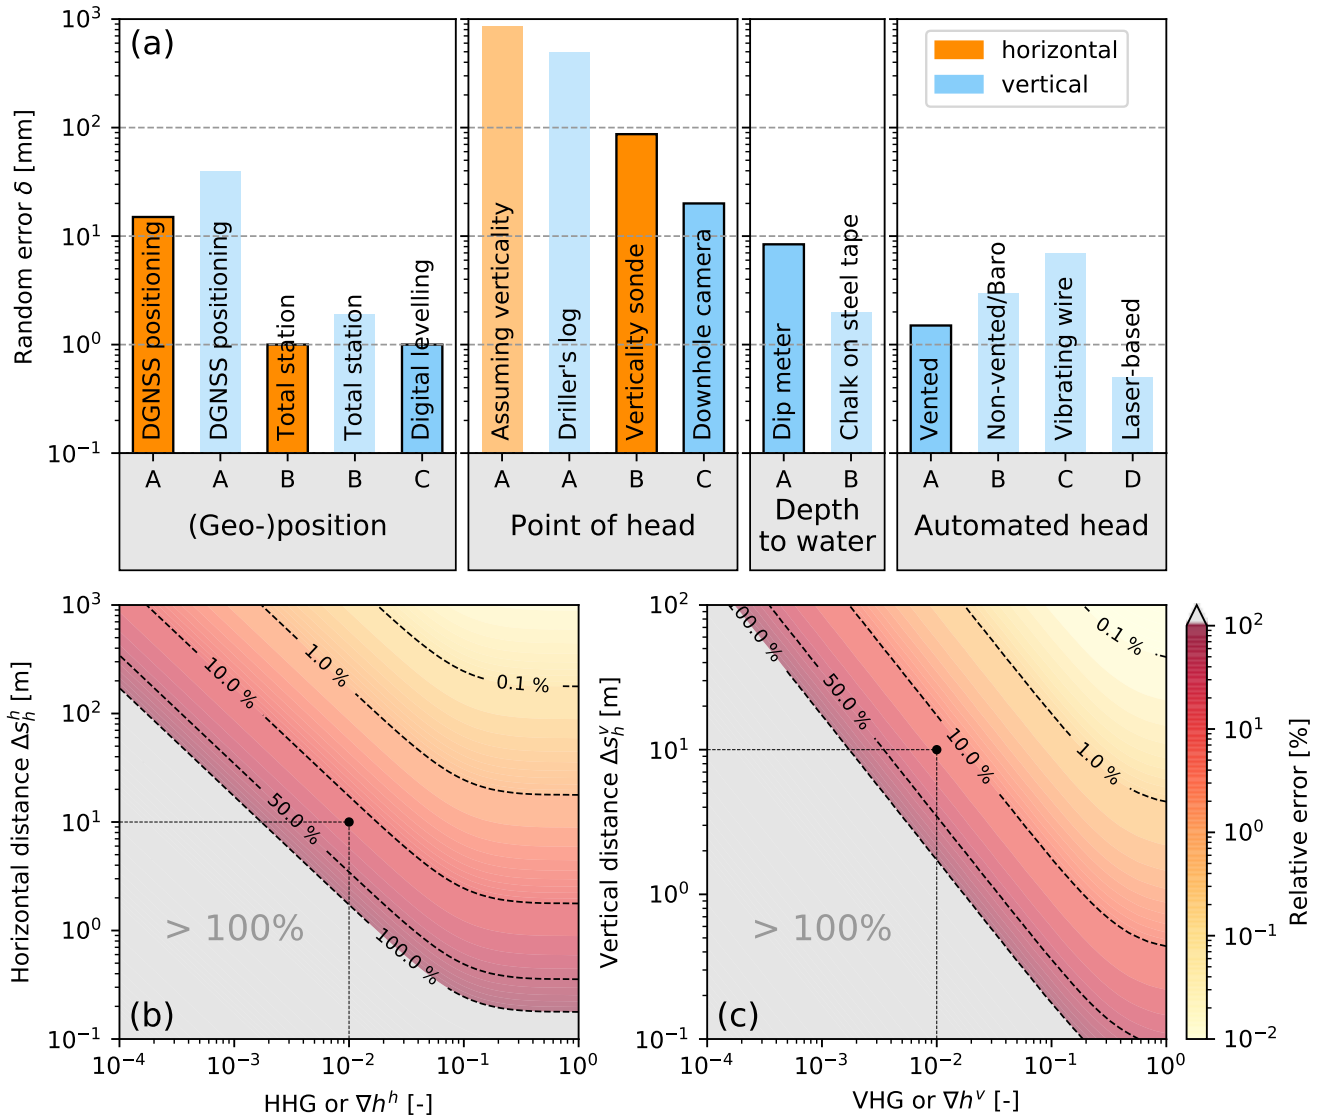 (a)
Random error δ [mm]
10³
10²
10¹
10⁰
10⁻¹
horizontal
vertical
DGNSS positioning
DGNSS positioning
Total station
Total station
Digital levelling
Assuming verticality
Driller's log
Verticality sonde
Downhole camera
Dip meter
Chalk on steel tape
Vented
Non-vented/Baro
Vibrating wire
Laser-based
A A B B C
A A B C
A B
A B C D
(Geo-)position
Point of head
Depth
to water
Automated head
Horizontal distance Δsₕʰ [m]
10³
10²
10¹
10⁰
10⁻¹
0.1 %
1.0 %
10.0 %
50.0 %
100.0 %
> 100%
(b)
10⁻⁴ 10⁻³ 10⁻² 10⁻¹ 10⁰
HHG or ∇hʰ [-]
Vertical distance Δsₕᵛ [m]
10²
10¹
10⁰
10⁻¹
00.0 %
50.0 %
10.0 %
1.0 %
0.1 %
> 100%
(c)
10⁻⁴ 10⁻³ 10⁻² 10⁻¹ 10⁰
VHG or ∇hᵛ [-]
10²
10¹
10⁰
10⁻¹
10⁻²
Relative error [%]